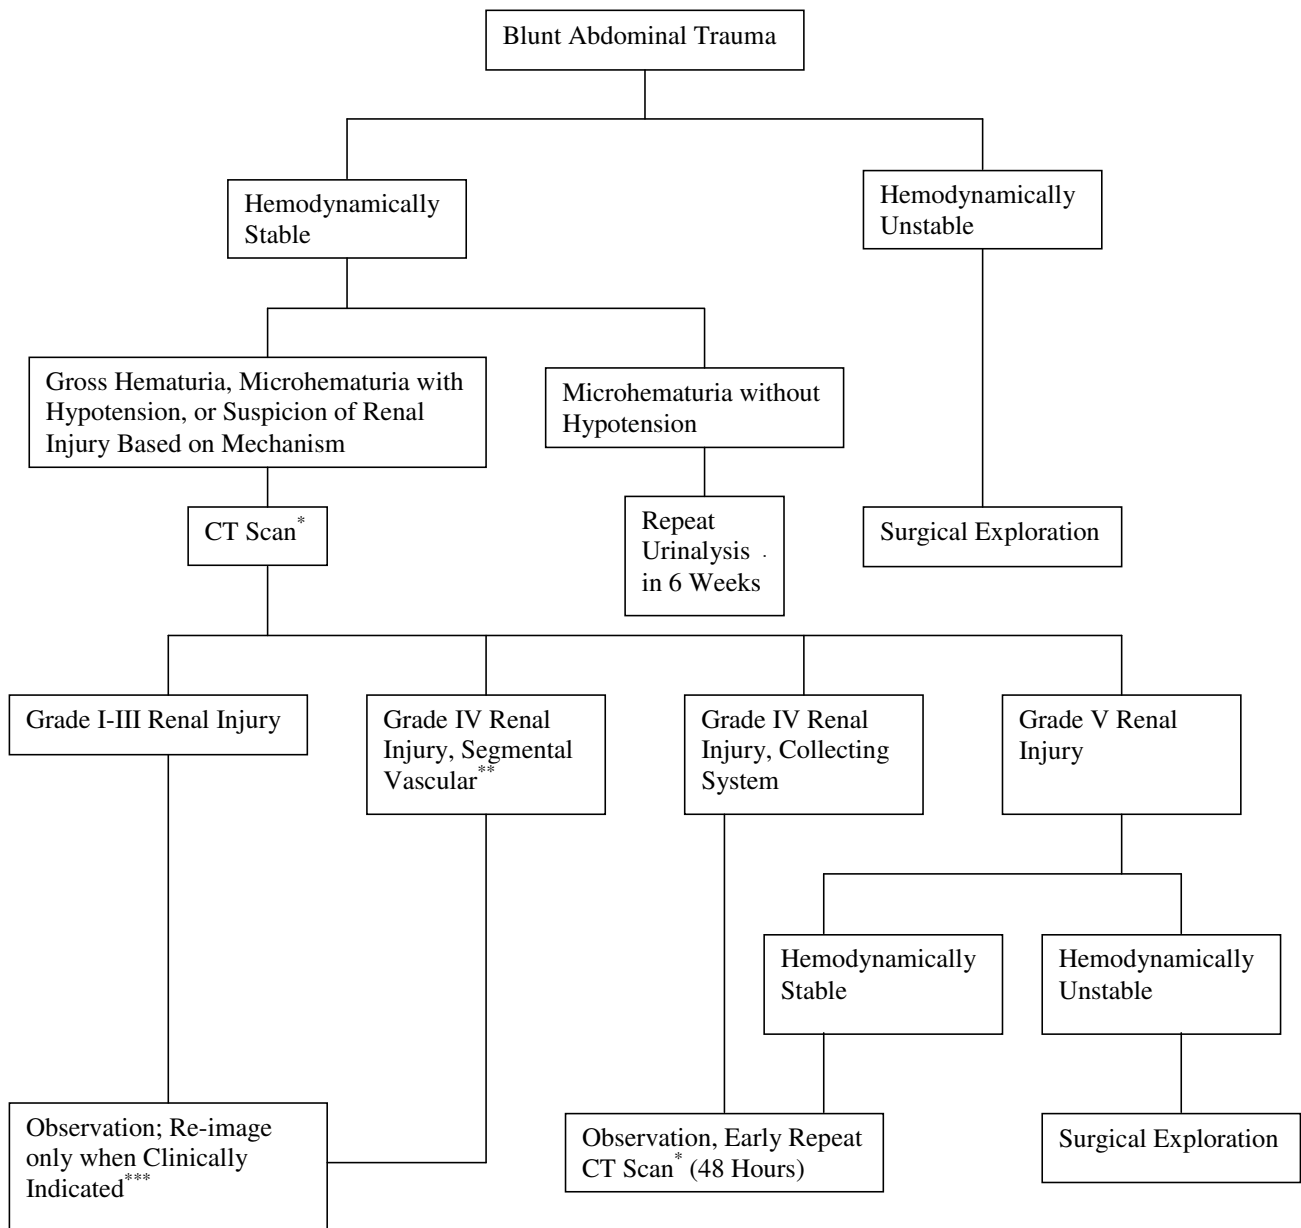 Blunt Abdominal Trauma
Hemodynamically
Stable
Hemodynamically
Unstable
Gross Hematuria, Microhematuria with
Hypotension, or Suspicion of Renal
Injury Based on Mechanism
Microhematuria without
Hypotension
CT Scan*
Repeat
Urinalysis
in 6 Weeks
Surgical Exploration
Grade I-III Renal Injury
Grade IV Renal
Injury, Segmental
Vascular**
Grade IV Renal
Injury, Collecting
System
Grade V Renal
Injury
Hemodynamically
Stable
Hemodynamically
Unstable
Observation; Re-image
only when Clinically
Indicated***
Observation, Early Repeat
CT Scan* (48 Hours)
Surgical Exploration